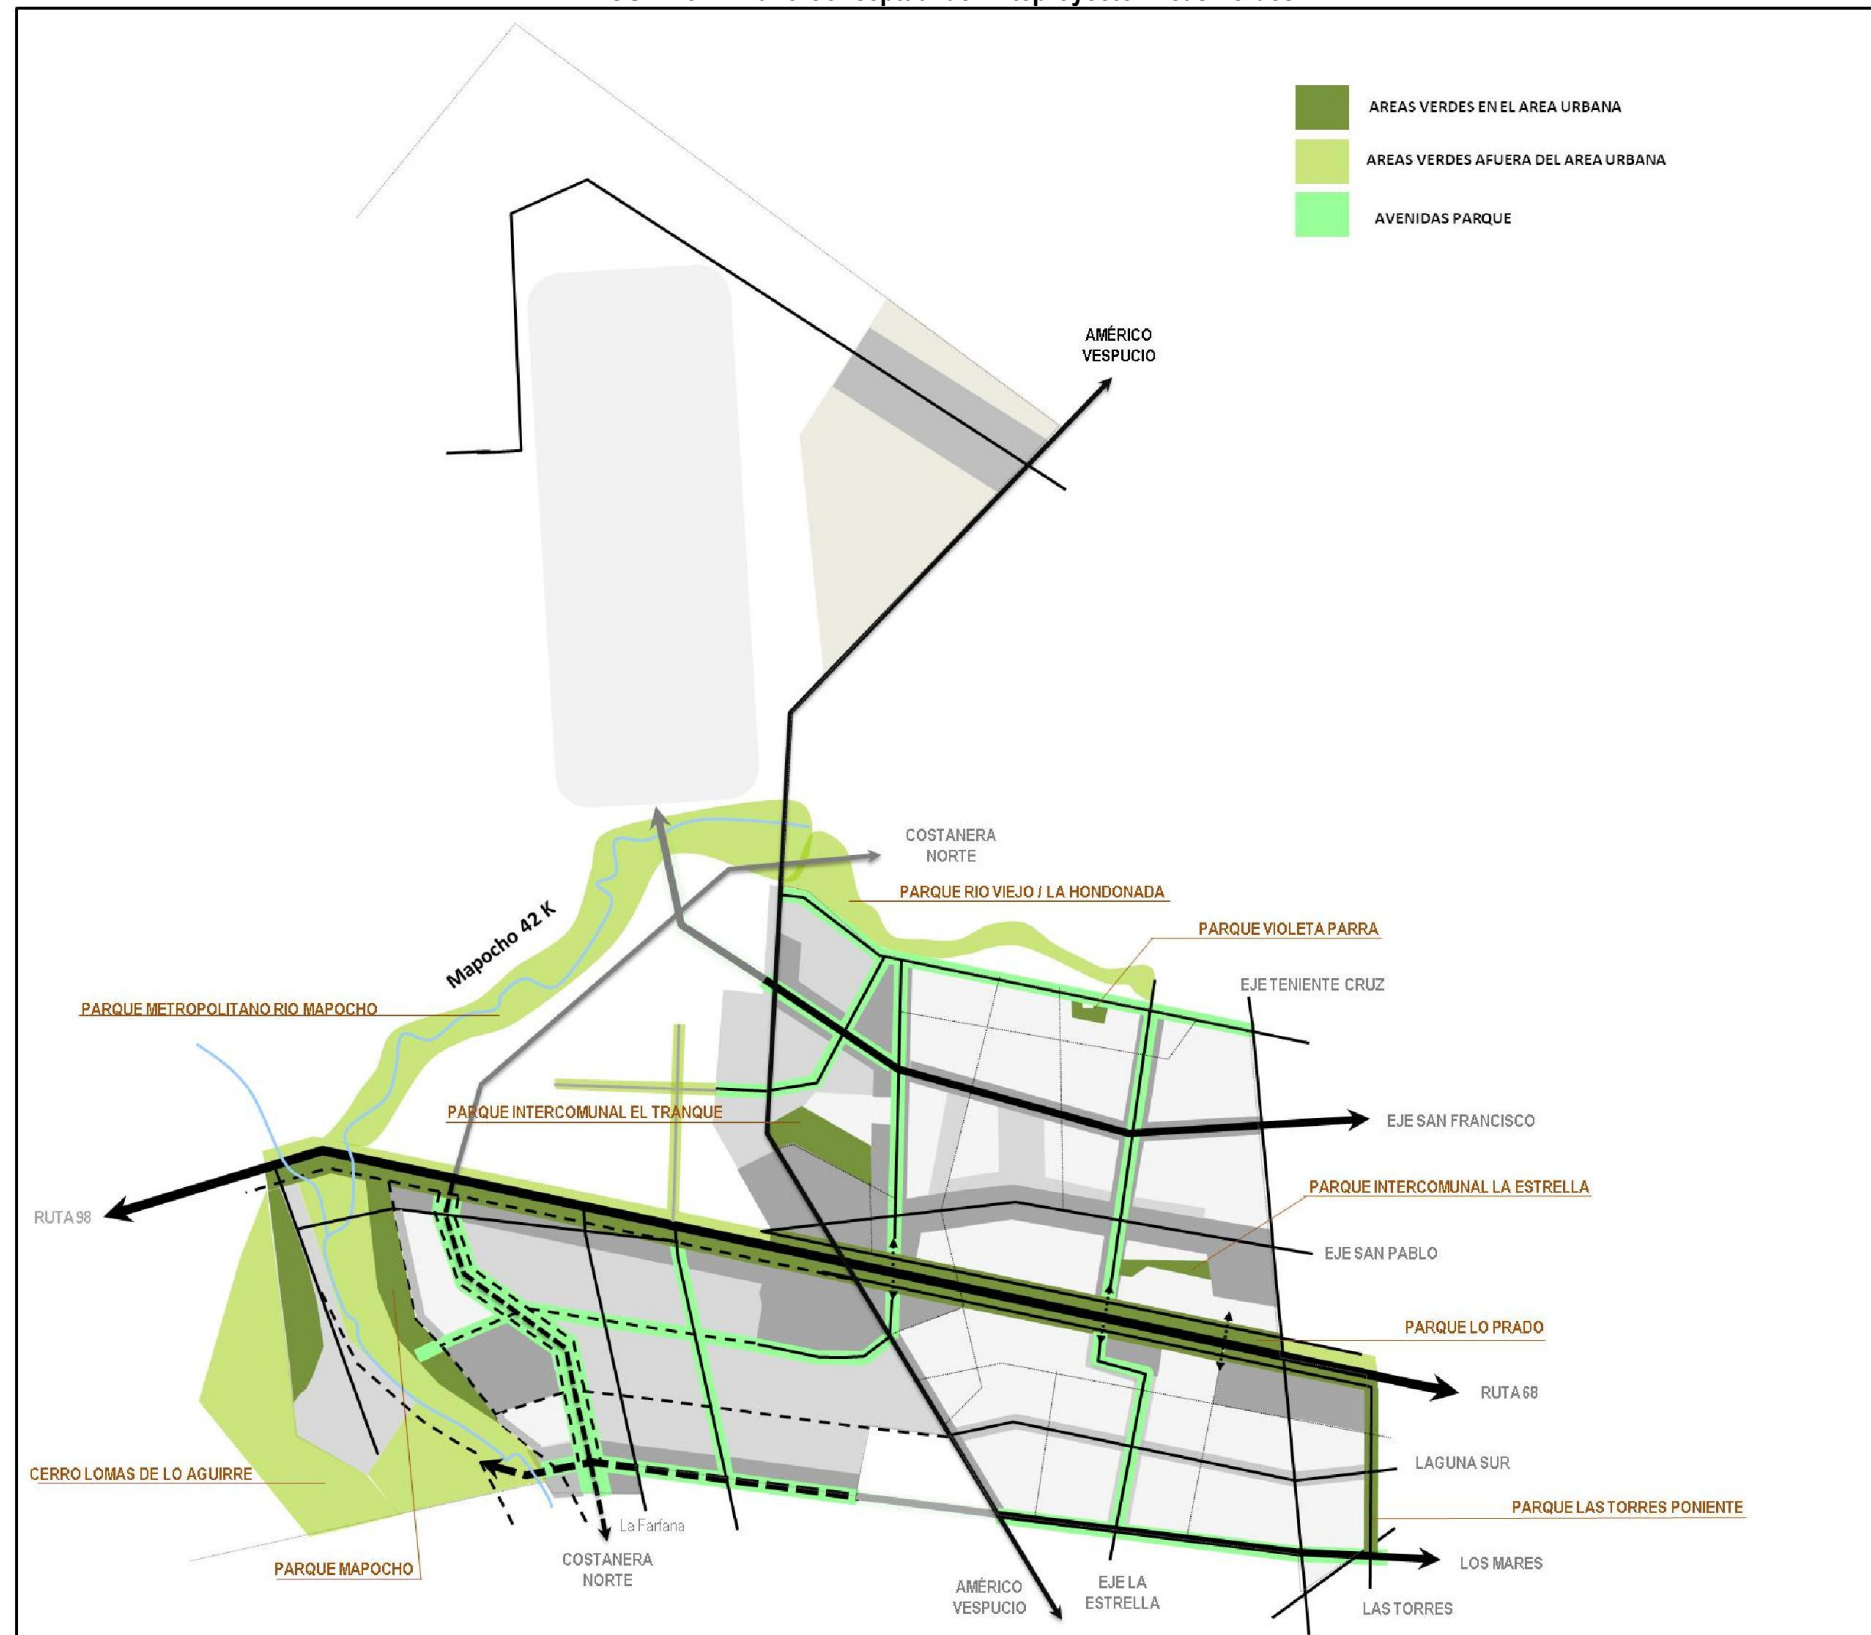 AREAS VERDES EN EL AREA URBANA
AREAS VERDES AFUERA DEL AREA URBANA
AVENIDAS PARQUE
AMÉRICO
VESPUCIO
COSTANERA
NORTE
PARQUE RIO VIEJO / LA HONDONADA
PARQUE VIOLETA PARRA
Mapocho 42 K
EJE TENIENTE CRUZ
PARQUE METROPOLITANO RIO MAPOCHO
PARQUE INTERCOMUNAL EL TRANQUE
EJE SAN FRANCISCO
PARQUE INTERCOMUNAL LA ESTRELLA
RUTA 98
EJE SAN PABLO
PARQUE LO PRADO
RUTA 68
LAGUNA SUR
CERRO LOMAS DE LO AGUIRRE
PARQUE LAS TORRES PONIENTE
La Farfana
COSTANERA
NORTE
PARQUE MAPOCHO
LOS MARES
AMÉRICO
VESPUCIO
EJE LA
ESTRELLA
LAS TORRES